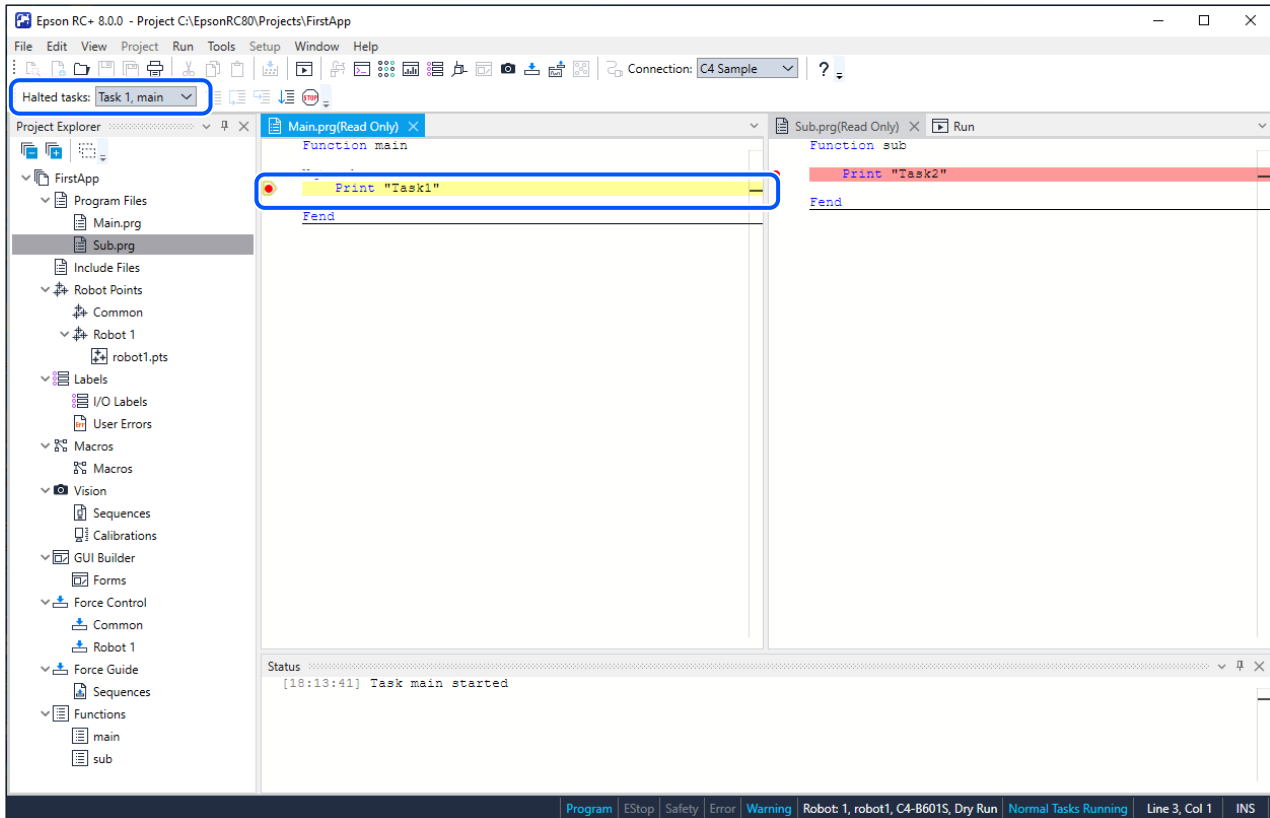 Epson RC+ 8.0.0 - Project C:\EpsonRC80\Projects\FirstApp
File Edit View Project Run Tools Setup Window Help
Connection: C4 Sample ?
Halted tasks: Task 1, main STOP
Project Explorer
FirstApp
Program Files
Main.prg
Sub.prg
Include Files
Robot Points
Common
Robot 1
robot1.pts
Labels
I/O Labels
User Errors
Macros
Macros
Vision
Sequences
Calibrations
GUI Builder
Forms
Force Control
Common
Robot 1
Force Guide
Sequences
Functions
main
sub
Main.prg(Read Only)
Function main
Print "Task1"
Fend
Sub.prg(Read Only) Run
Function sub
Print "Task2"
Fend
Status
[18:13:41] Task main started
Program EStop Safety Error Warning Robot: 1, robot1, C4-B601S, Dry Run Normal Tasks Running Line 3, Col 1 INS